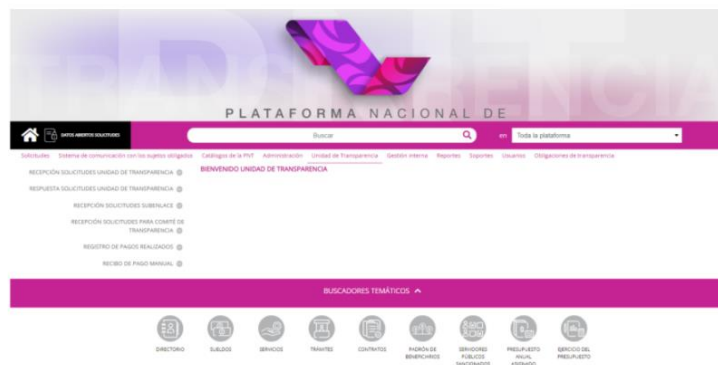 PLATAFORMA NACIONAL DE
DATOS ABIERTOS SOLICITUDES
Buscar
en
Toda la plataforma
Solicitudes Sistema de comunicación con los sujetos obligados Catálogos de la PNT Administración Unidad de Transparencia Gestión interna Reportes Soportes Usuarios Obligaciones de transparencia
BIENVENIDO UNIDAD DE TRANSPARENCIA
RECEPCIÓN SOLICITUDES UNIDAD DE TRANSPARENCIA
RESPUESTA SOLICITUDES UNIDAD DE TRANSPARENCIA
RECEPCIÓN SOLICITUDES SUBENLACE
RECEPCIÓN SOLICITUDES PARA COMITÉ DE
TRANSPARENCIA
REGISTRO DE PAGOS REALIZADOS
RECIBO DE PAGO MANUAL
BUSCADORES TEMÁTICOS
DIRECTORIO
SUELDOS
SERVICIOS
TRÁMITES
CONTRATOS
PADRÓN DE
BENEFICIARIOS
SERVIDORES
PÚBLICOS
SANCIONADOS
PRESUPUESTO
ANUAL
ASIGNADO
EJERCICIO DEL
PRESUPUESTO